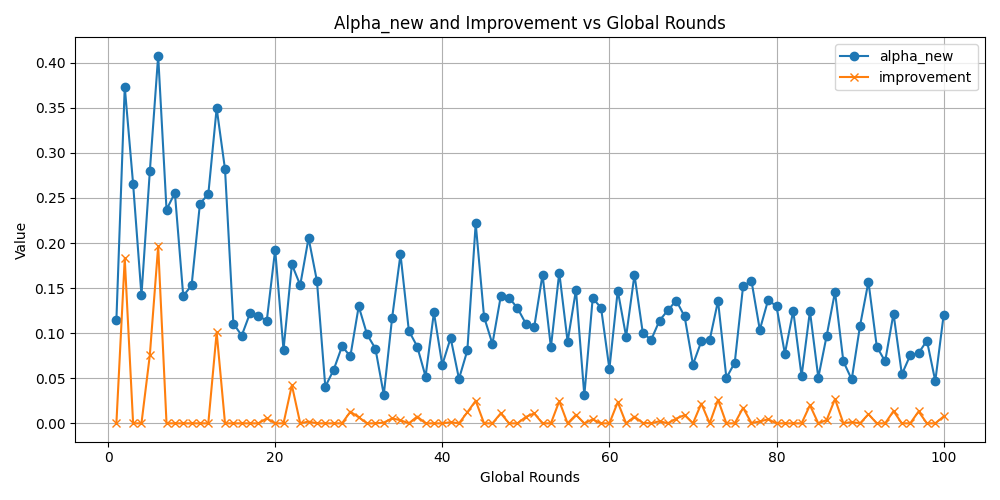 Alpha_new and Improvement vs Global Rounds
alpha_new
improvement
Value
0.40
0.35
0.30
0.25
0.20
0.15
0.10
0.05
0.00
0 20 40 60 80 100
Global Rounds